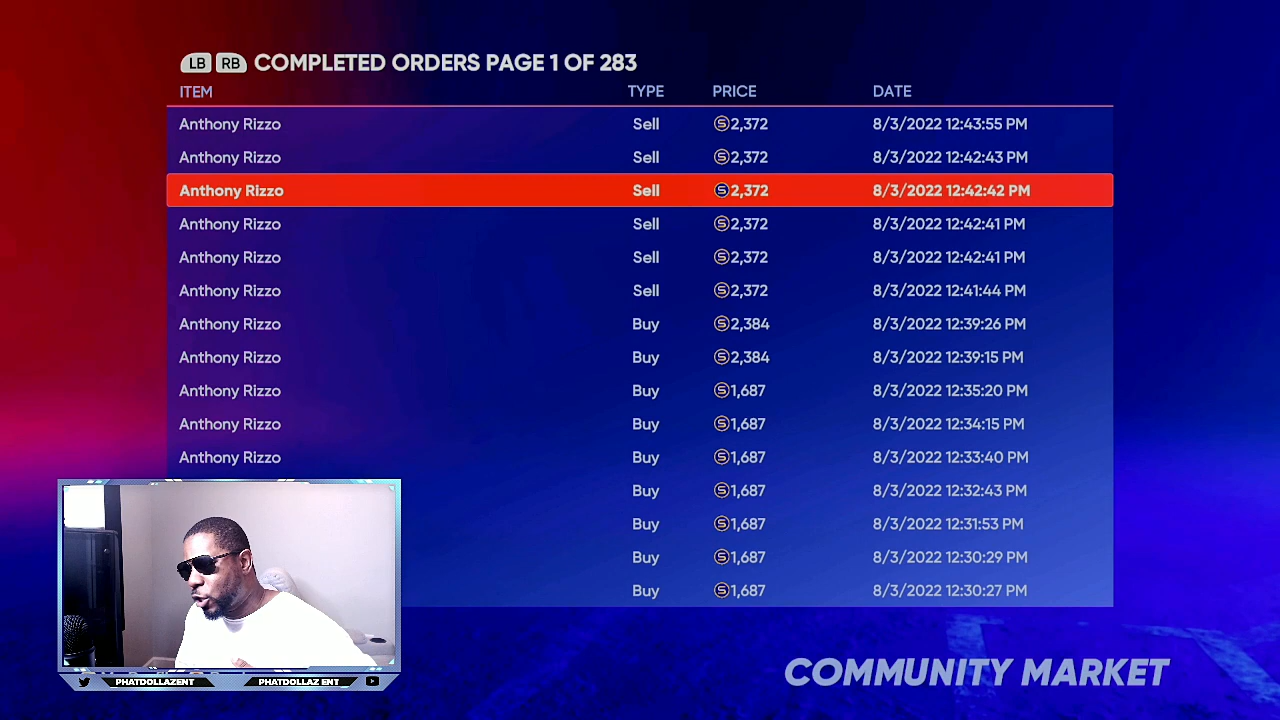 LB RB COMPLETED ORDERS PAGE 1 OF 283
ITEM TYPE PRICE DATE
Anthony Rizzo Sell S 2,372 8/3/2022 12:43:55 PM
Anthony Rizzo Sell S 2,372 8/3/2022 12:42:43 PM
Anthony Rizzo Sell S 2,372 8/3/2022 12:42:42 PM
Anthony Rizzo Sell S 2,372 8/3/2022 12:42:41 PM
Anthony Rizzo Sell S 2,372 8/3/2022 12:42:41 PM
Anthony Rizzo Sell S 2,372 8/3/2022 12:41:44 PM
Anthony Rizzo Buy S 2,384 8/3/2022 12:39:26 PM
Anthony Rizzo Buy S 2,384 8/3/2022 12:39:15 PM
Anthony Rizzo Buy S 1,687 8/3/2022 12:35:20 PM
Anthony Rizzo Buy S 1,687 8/3/2022 12:34:15 PM
Anthony Rizzo Buy S 1,687 8/3/2022 12:33:40 PM
Buy S 1,687 8/3/2022 12:32:43 PM
Buy S 1,687 8/3/2022 12:31:53 PM
Buy S 1,687 8/3/2022 12:30:29 PM
Buy S 1,687 8/3/2022 12:30:27 PM
COMMUNITY MARKET
PHATDOLLAZENT PHATDOLLAZ ENT